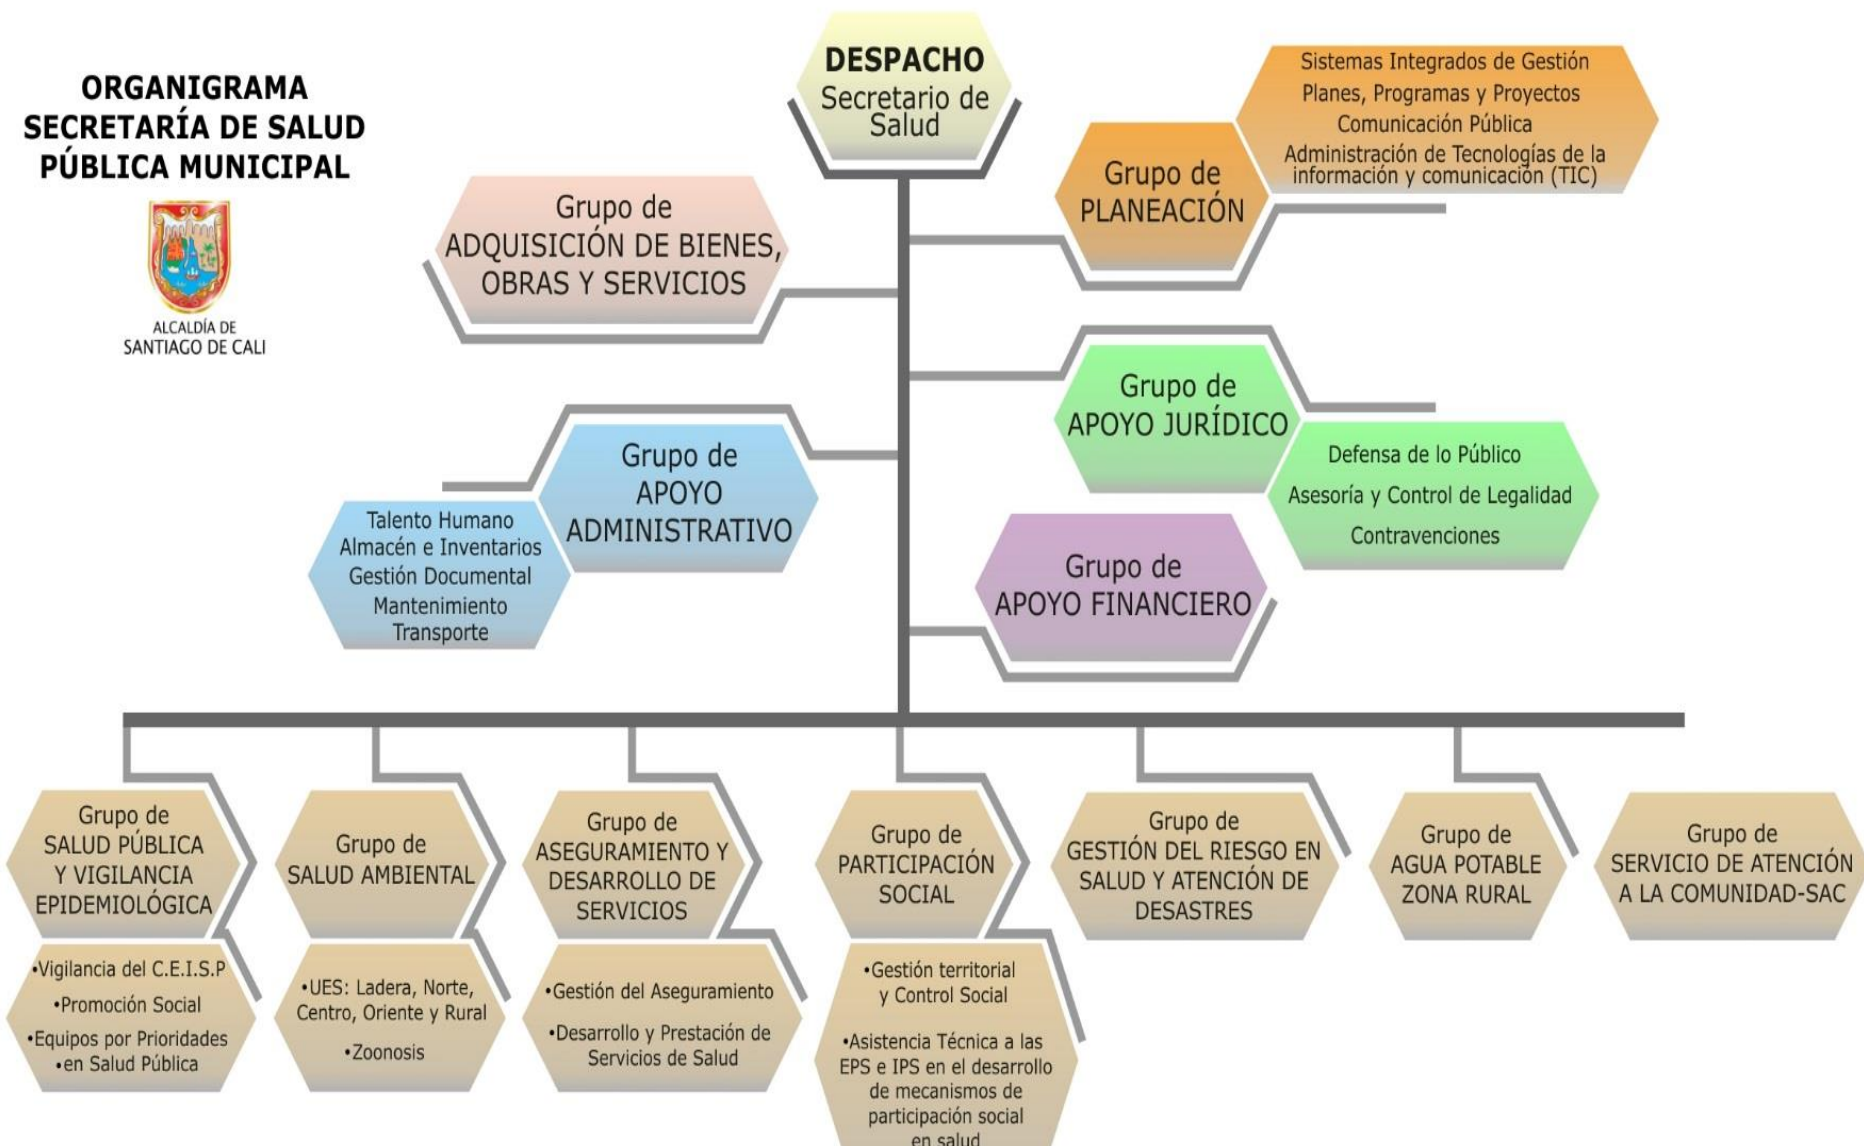 ORGANIGRAMA
SECRETARÍA DE SALUD
PÚBLICA MUNICIPAL
ALCALDÍA DE
SANTIAGO DE CALI
DESPACHO
Secretario de
Salud
Grupo de
ADQUISICIÓN DE BIENES,
OBRAS Y SERVICIOS
Grupo de
PLANEACIÓN
Sistemas Integrados de Gestión
Planes, Programas y Proyectos
Comunicación Pública
Administración de Tecnologías de la
información y comunicación (TIC)
Grupo de
APOYO JURÍDICO
Defensa de lo Público
Asesoría y Control de Legalidad
Contravenciones
Grupo de
APOYO
ADMINISTRATIVO
Talento Humano
Almacén e Inventarios
Gestión Documental
Mantenimiento
Transporte
Grupo de
APOYO FINANCIERO
Grupo de
SALUD PÚBLICA
Y VIGILANCIA
EPIDEMIOLÓGICA
•Vigilancia del C.E.I.S.P
•Promoción Social
•Equipos por Prioridades
•en Salud Pública
Grupo de
SALUD AMBIENTAL
•UES: Ladera, Norte,
Centro, Oriente y Rural
•Zoonosis
Grupo de
ASEGURAMIENTO Y
DESARROLLO DE
SERVICIOS
•Gestión del Aseguramiento
•Desarrollo y Prestación de
Servicios de Salud
Grupo de
PARTICIPACIÓN
SOCIAL
•Gestión territorial
y Control Social
•Asistencia Técnica a las
EPS e IPS en el desarrollo
de mecanismos de
participación social
en salud
Grupo de
GESTIÓN DEL RIESGO EN
SALUD Y ATENCIÓN DE
DESASTRES
Grupo de
AGUA POTABLE
ZONA RURAL
Grupo de
SERVICIO DE ATENCIÓN
A LA COMUNIDAD-SAC